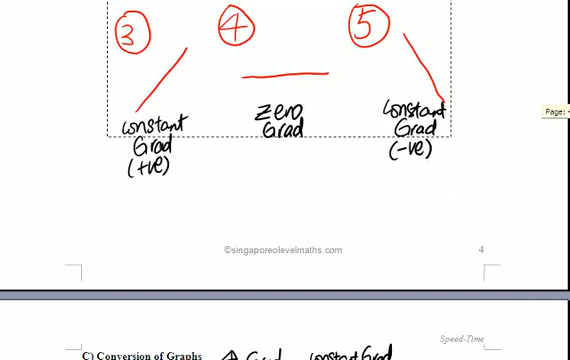 3 4 5
constant Zero constant
Grad Grad Grad
(+ve) (-ve)
Page: 4
©singaporeolevelmaths.com 4
Speed-Time
C) Conversion of Graphs Grad constant Grad